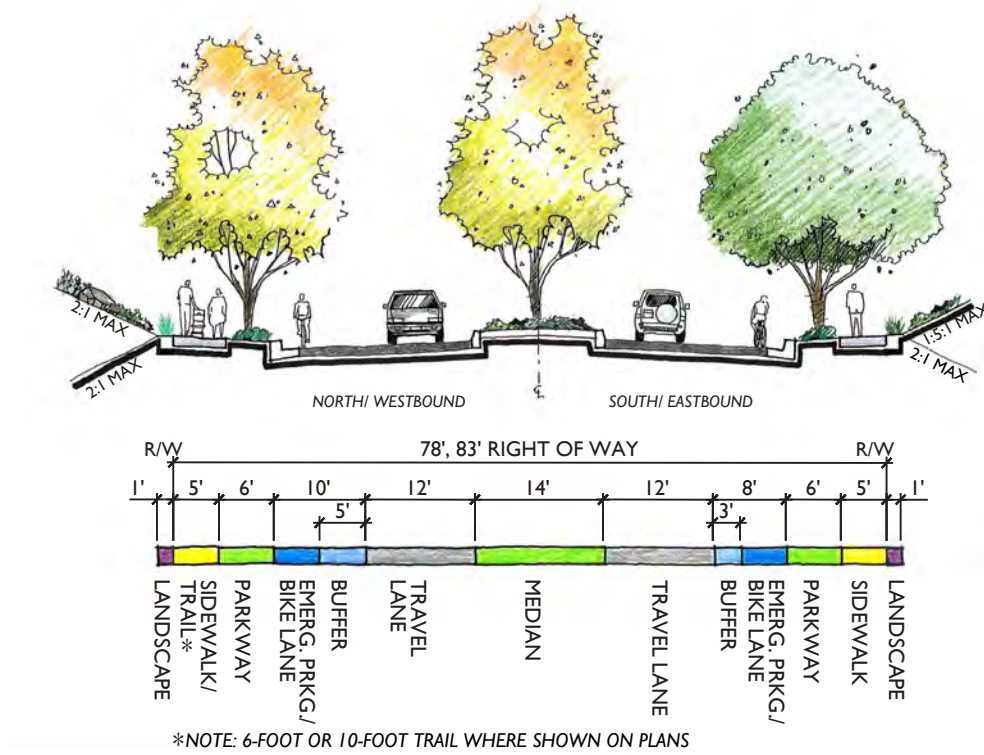 2:1 MAX
2:1 MAX
1.5:1 MAX
2:1 MAX
NORTH/ WESTBOUND
℄
SOUTH/ EASTBOUND
R/W
78', 83' RIGHT OF WAY
R/W
1'
5'
6'
10'
12'
14'
12'
8'
6'
5'
1'
5'
3'
LANDSCAPE
SIDEWALK/
TRAIL*
PARKWAY
EMERG. PRKG./
BIKE LANE
BUFFER
TRAVEL
LANE
MEDIAN
TRAVEL LANE
BUFFER
EMERG. PRKG./
BIKE LANE
PARKWAY
SIDEWALK
LANDSCAPE
*NOTE: 6-FOOT OR 10-FOOT TRAIL WHERE SHOWN ON PLANS